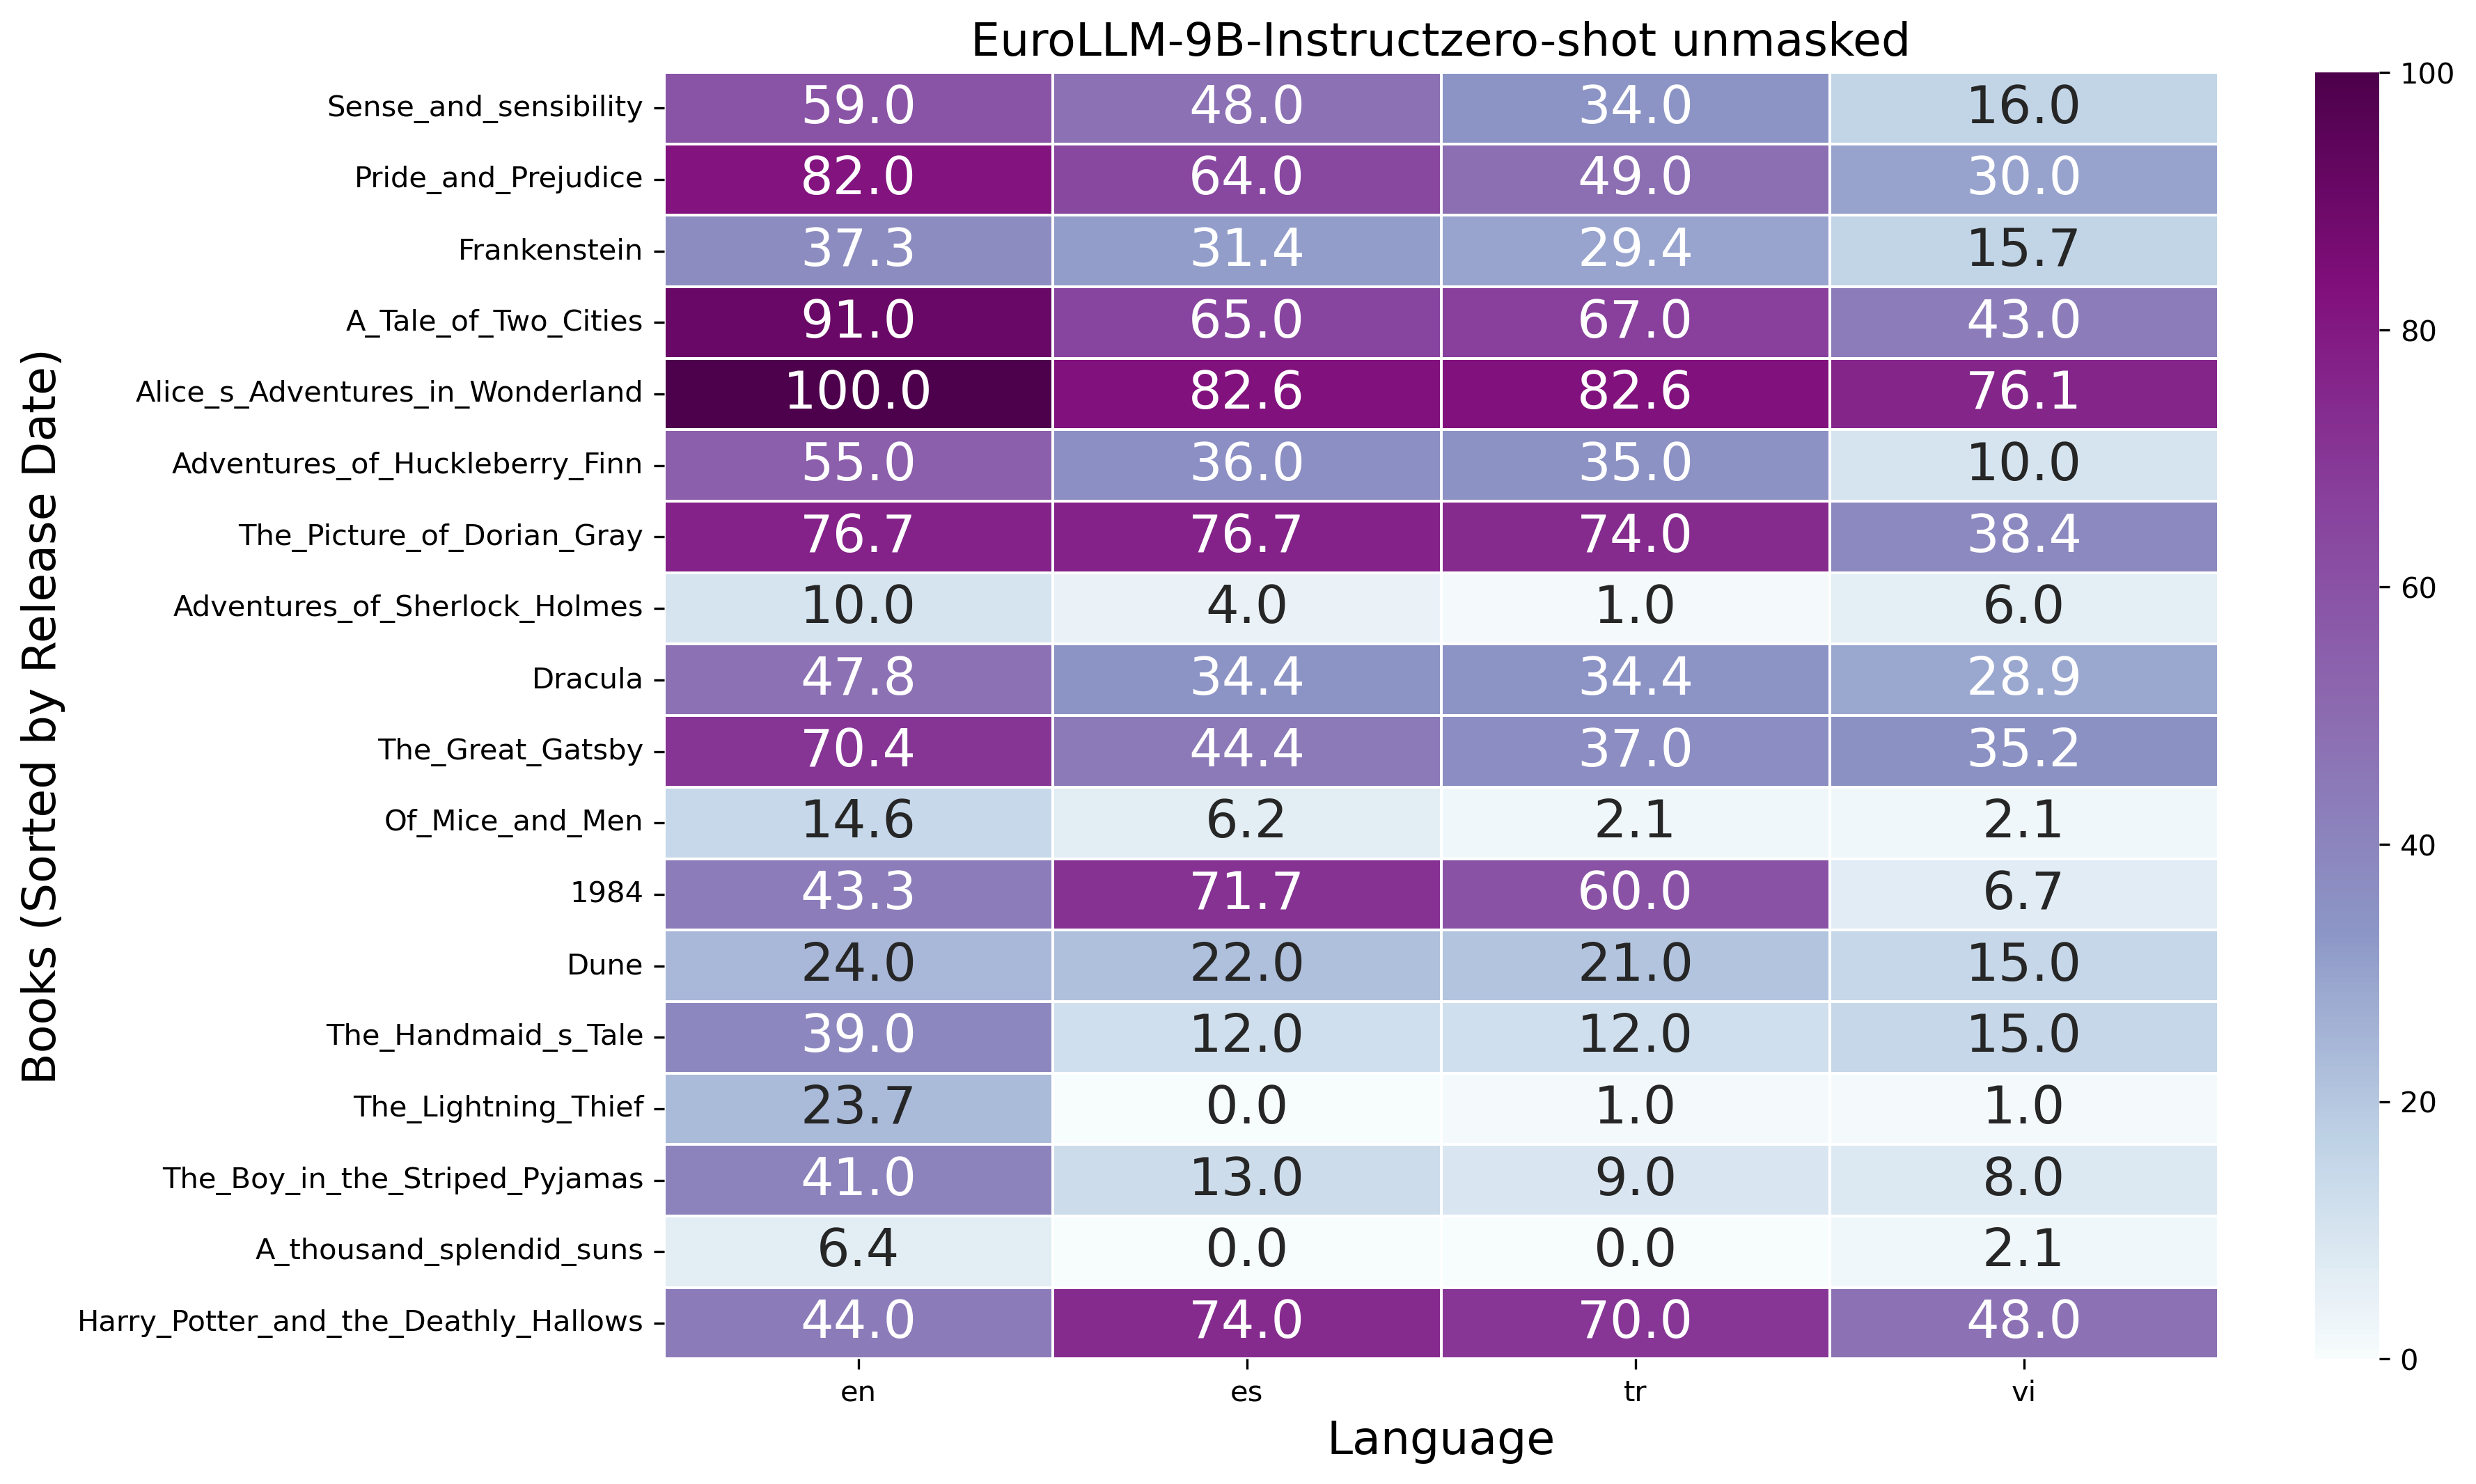 EuroLLM-9B-Instructzero-shot unmasked
Books (Sorted by Release Date)
Sense_and_sensibility 59.0 48.0 34.0 16.0
Pride_and_Prejudice 82.0 64.0 49.0 30.0
Frankenstein 37.3 31.4 29.4 15.7
A_Tale_of_Two_Cities 91.0 65.0 67.0 43.0
Alice_s_Adventures_in_Wonderland 100.0 82.6 82.6 76.1
Adventures_of_Huckleberry_Finn 55.0 36.0 35.0 10.0
The_Picture_of_Dorian_Gray 76.7 76.7 74.0 38.4
Adventures_of_Sherlock_Holmes 10.0 4.0 1.0 6.0
Dracula 47.8 34.4 34.4 28.9
The_Great_Gatsby 70.4 44.4 37.0 35.2
Of_Mice_and_Men 14.6 6.2 2.1 2.1
1984 43.3 71.7 60.0 6.7
Dune 24.0 22.0 21.0 15.0
The_Handmaid_s_Tale 39.0 12.0 12.0 15.0
The_Lightning_Thief 23.7 0.0 1.0 1.0
The_Boy_in_the_Striped_Pyjamas 41.0 13.0 9.0 8.0
A_thousand_splendid_suns 6.4 0.0 0.0 2.1
Harry_Potter_and_the_Deathly_Hallows 44.0 74.0 70.0 48.0
en es tr vi
Language
100
80
60
40
20
0